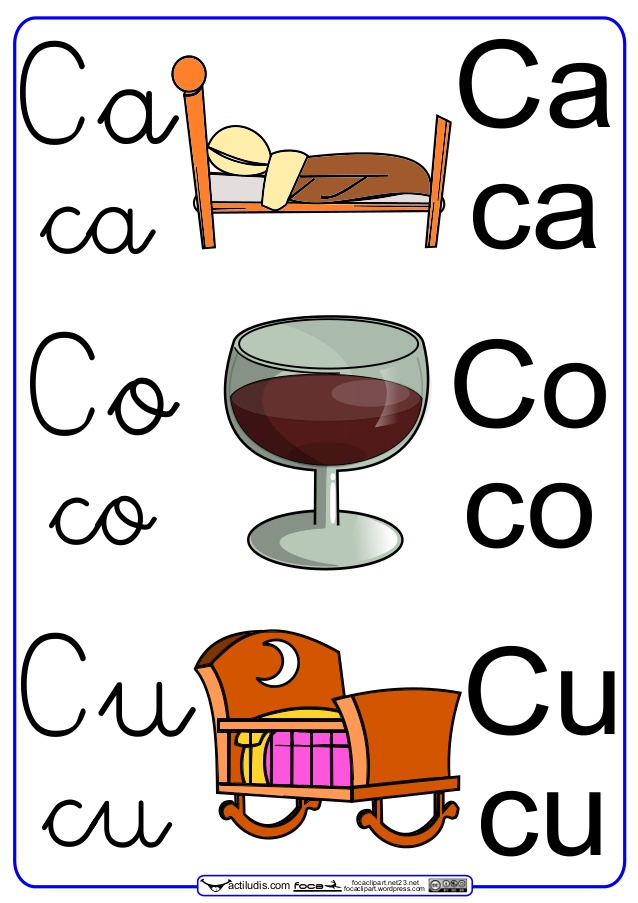 Ca Ca
ca ca
Co Co
co co
Cu Cu
cu cu
actiludis.com foca focaclipart.net23.net
focaclipart.wordpress.com